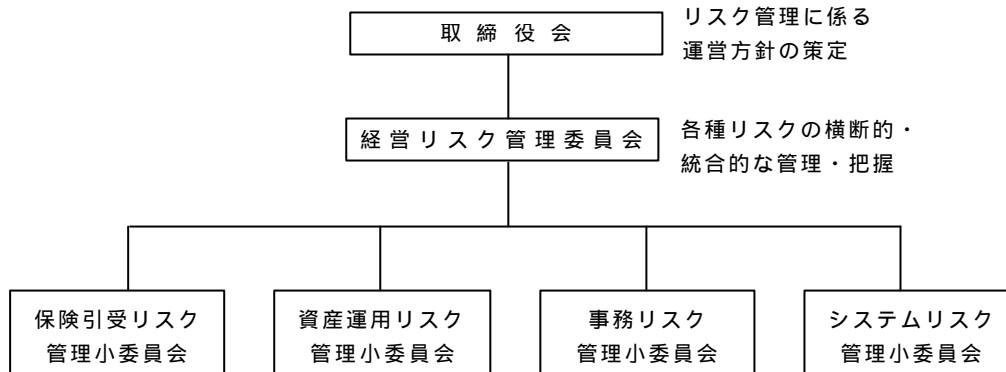 取締役会
リスク管理に係る
運営方針の策定
経営リスク管理委員会
各種リスクの横断的・
統合的な管理・把握
保険引受リスク
管理小委員会
資産運用リスク
管理小委員会
事務リスク
管理小委員会
システムリスク
管理小委員会